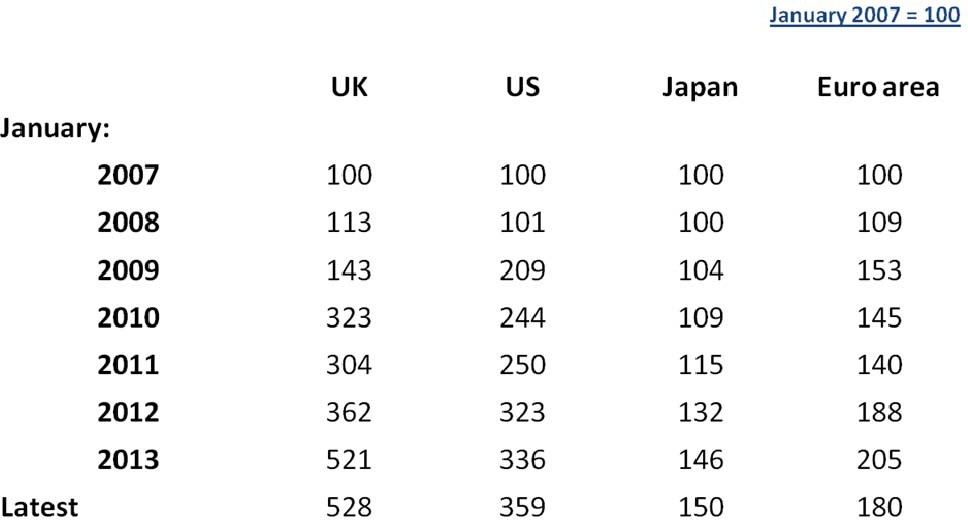 January 2007 = 100
UK US Japan Euro area
January:
2007 100 100 100 100
2008 113 101 100 109
2009 143 209 104 153
2010 323 244 109 145
2011 304 250 115 140
2012 362 323 132 188
2013 521 336 146 205
Latest 528 359 150 180